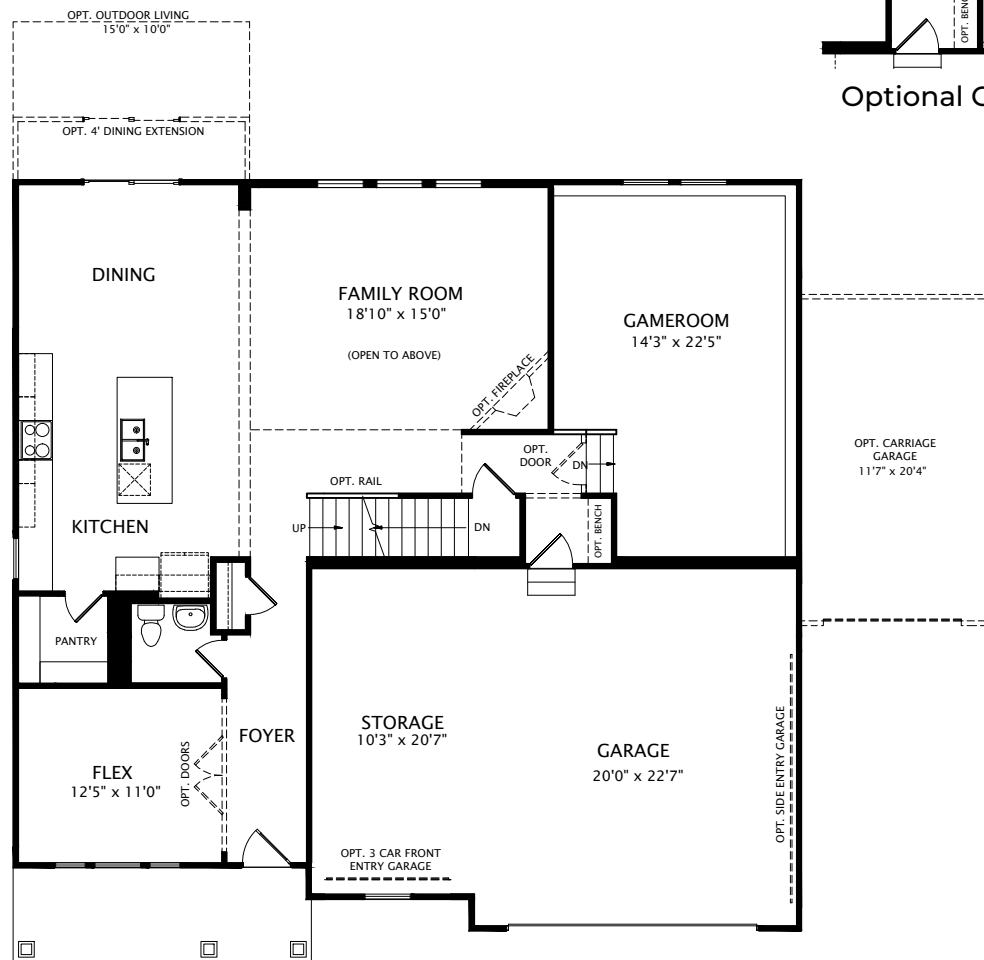 OPT. OUTDOOR LIVING
15'0" x 10'0"
OPT. BENC
Optional C
OPT. 4' DINING EXTENSION
DINING
FAMILY ROOM
18'10" x 15'0"
(OPEN TO ABOVE)
OPT. FIREPLACE
GAMEROOM
14'3" x 22'5"
OPT. CARRIAGE
GARAGE
11'7" x 20'4"
OPT.
DOOR
DN
OPT. RAIL
UP
DN
OPT. BENCH
KITCHEN
PANTRY
FOYER
FLEX
12'5" x 11'0"
OPT. DOORS
STORAGE
10'3" x 20'7"
GARAGE
20'0" x 22'7"
OPT. SIDE ENTRY GARAGE
OPT. 3 CAR FRONT
ENTRY GARAGE